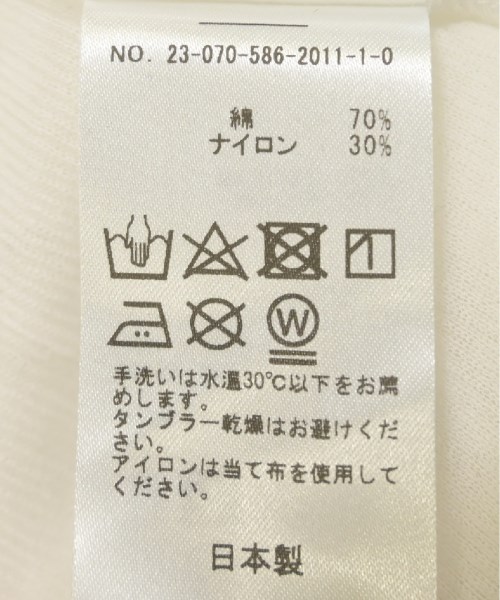 NO. 23-070-586-2011-1-0
綿 70%
ナイロン 30%
W
手洗いは水温30℃以下をお薦
めします。
タンブラー乾燥はお避けくだ
さい。
アイロンは当て布を使用して
ください。
日本製